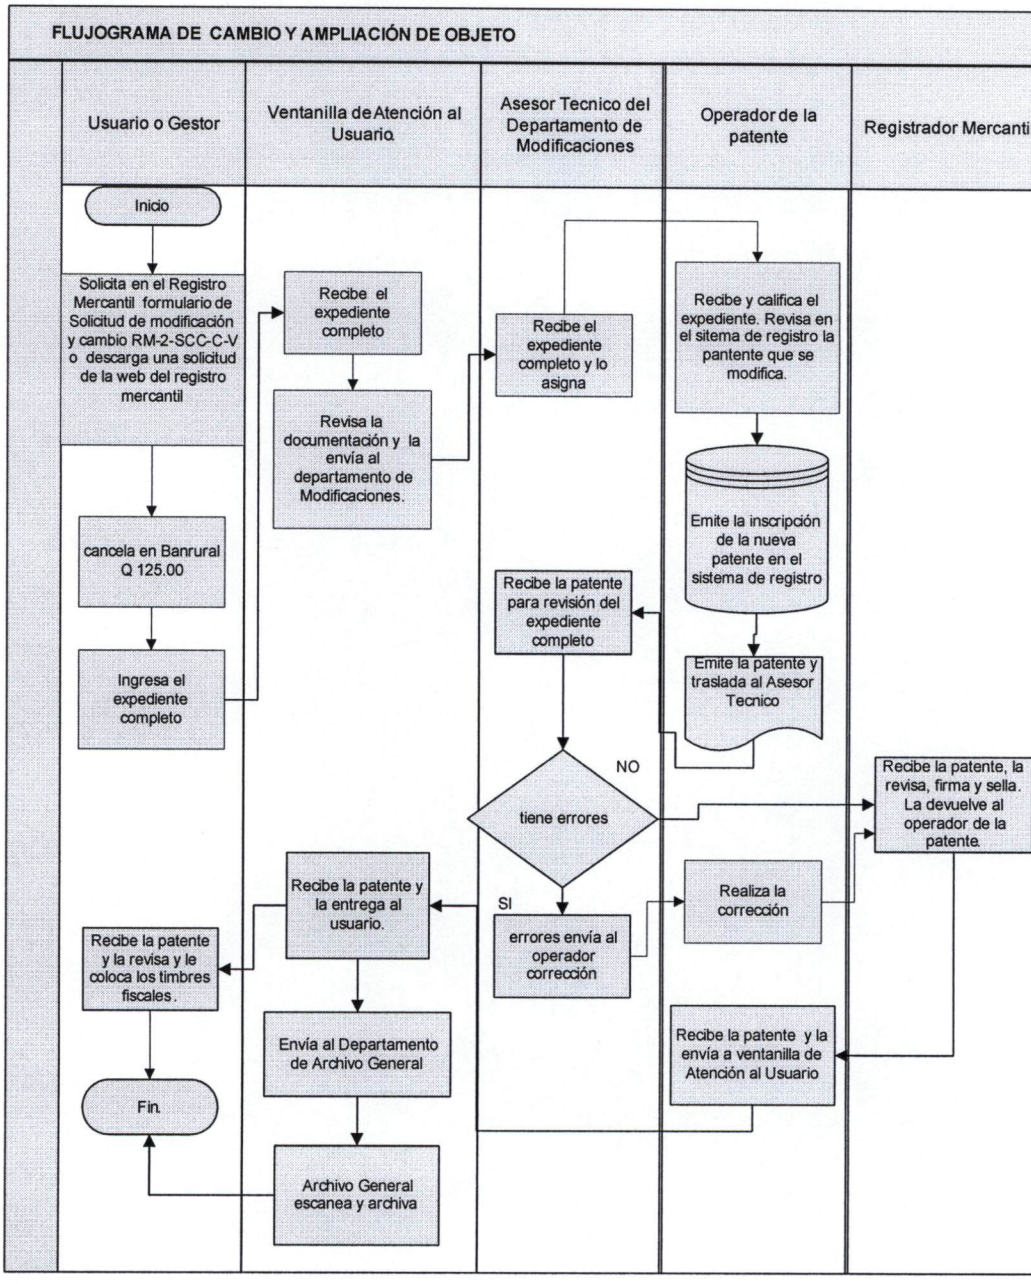 FLUJOGRAMA DE CAMBIO Y AMPLIACIÓN DE OBJETO
Usuario o Gestor
Ventanilla de Atención al
Usuario.
Asesor Tecnico del
Departamento de
Modificaciones
Operador de la
patente
Registrador Mercanti
Inicio
Solicita en el Registro
Mercantil formulario de
Solicitud de modificación
y cambio RM-2-SCC-C-V
o descarga una solicitud
de la web del registro
mercantil
cancela en Banrural
Q 125.00
Ingresa el
expediente
completo
Recibe el
expediente
completo
Revisa la
documentación y la
envía al
departamento de
Modificaciones.
Recibe el
expediente
completo y lo
asigna
Recibe y califica el
expediente. Revisa en
el sitema de registro la
pantente que se
modifica.
Emite la inscripción
de la nueva
patente en el
sistema de registro
Emite la patente y
traslada al Asesor
Tecnico
Recibe la patente
para revisión del
expediente
completo
tiene errores
NO
SI
Recibe la patente, la
revisa, firma y sella.
La devuelve al
operador de la
patente.
errores envía al
operador
corrección
Realiza la
corrección
Recibe la patente y la
envía a ventanilla de
Atención al Usuario
Recibe la patente y
la entrega al
usuario.
Recibe la patente
y la revisa y le
coloca los timbres
fiscales.
Envía al Departamento
de Archivo General
Archivo General
escanea y archiva
Fin.